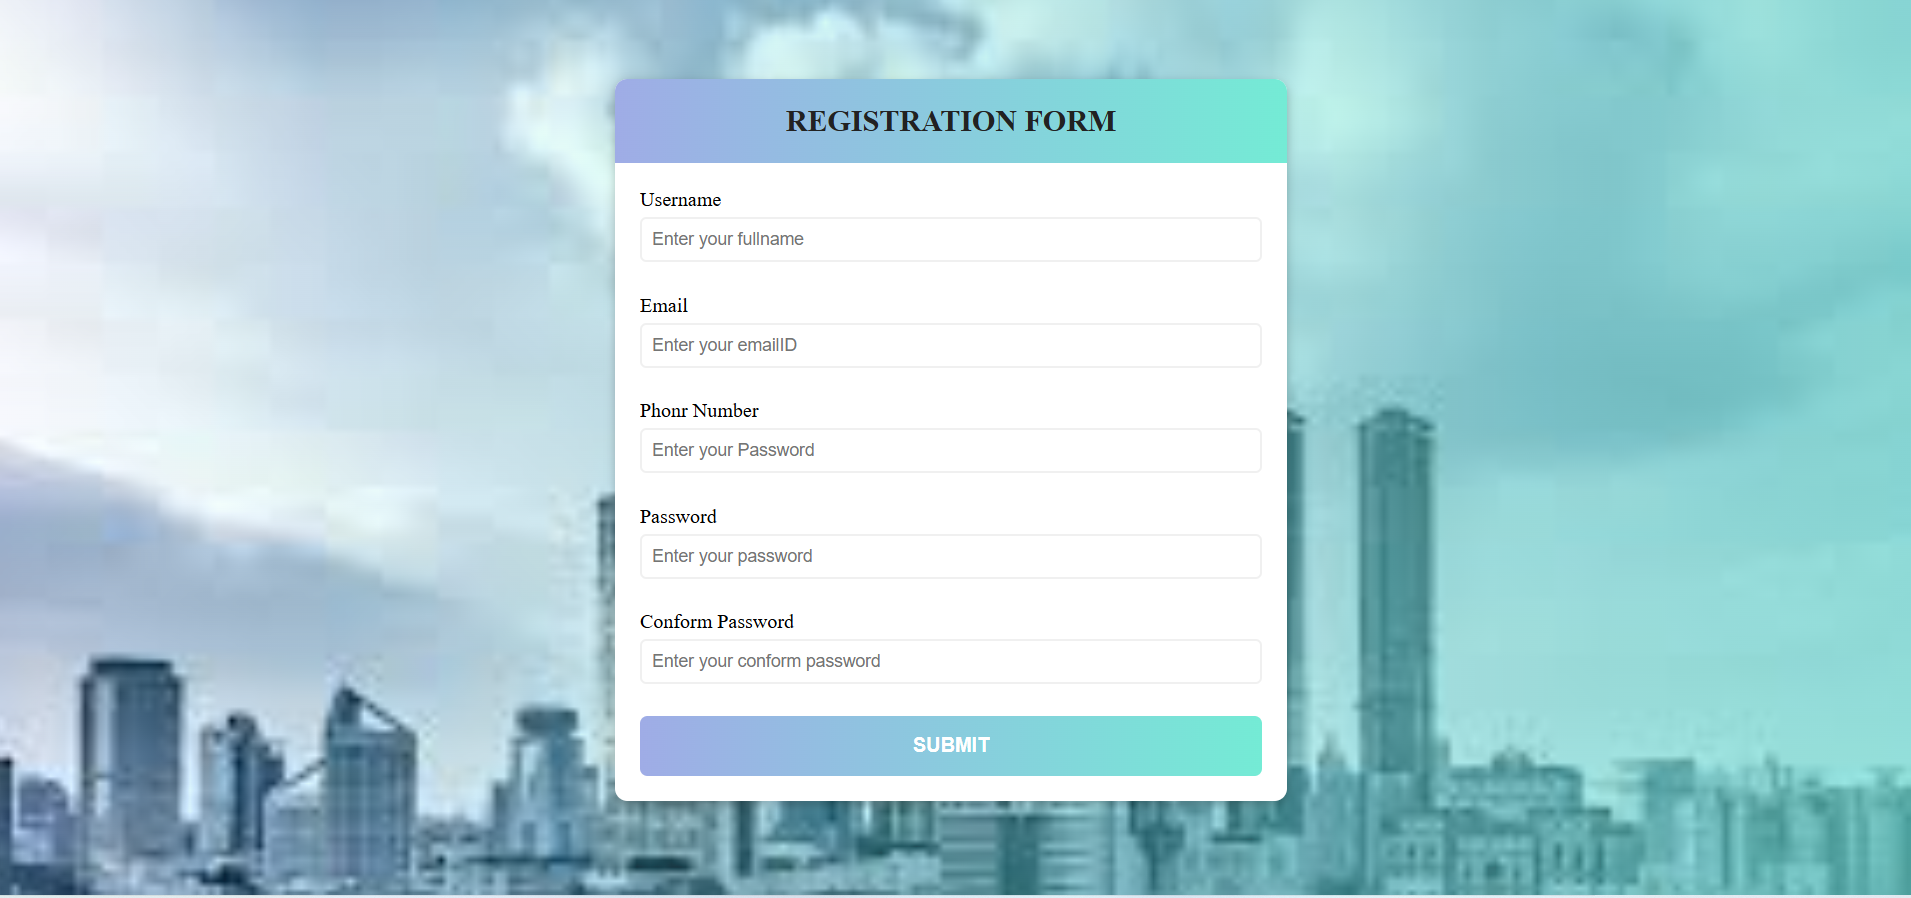 REGISTRATION FORM
Username
Enter your fullname
Email
Enter your emailID
Phonr Number
Enter your Password
Password
Enter your password
Conform Password
Enter your conform password
SUBMIT